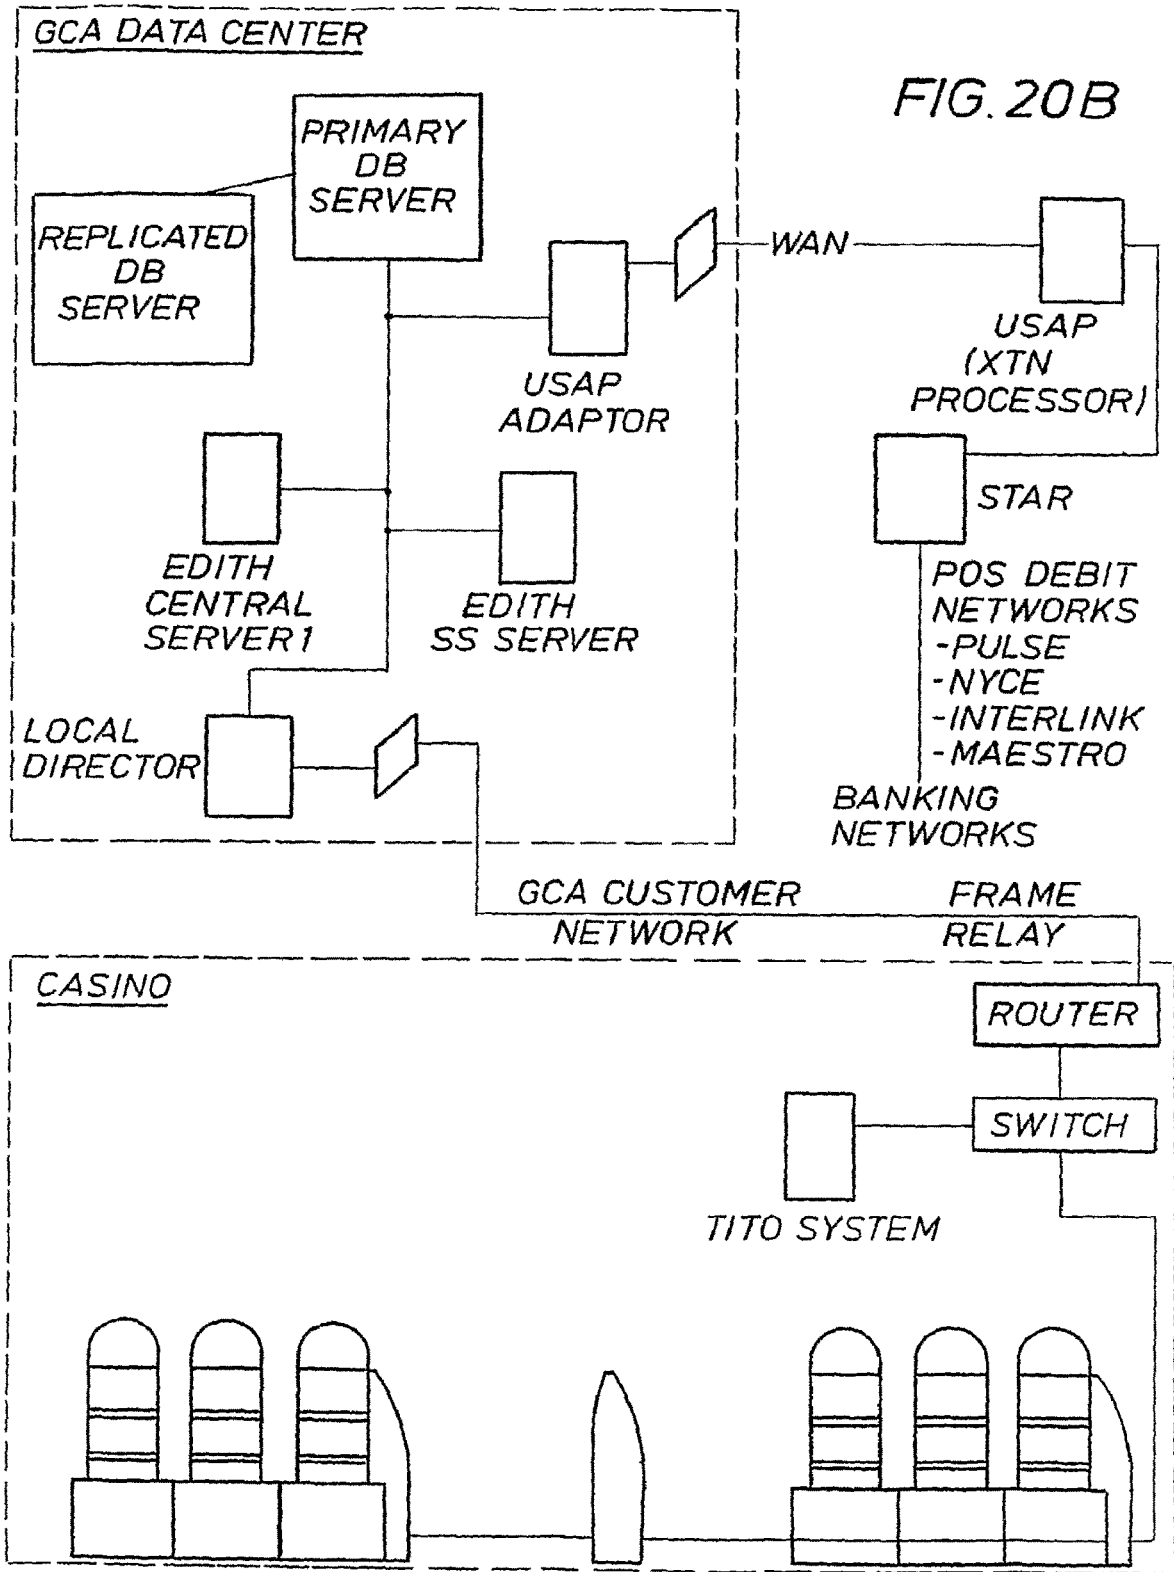 GCA DATA CENTER
FIG. 20B
PRIMARY
DB
SERVER
REPLICATED
DB
SERVER
WAN
USAP
ADAPTOR
USAP
(XTN
PROCESSOR)
STAR
EDITH
CENTRAL
SERVER 1
EDITH
SS SERVER
POS DEBIT
NETWORKS
-PULSE
-NYCE
-INTERLINK
-MAESTRO
LOCAL
DIRECTOR
BANKING
NETWORKS
GCA CUSTOMER
NETWORK
FRAME
RELAY
CASINO
ROUTER
SWITCH
TITO SYSTEM